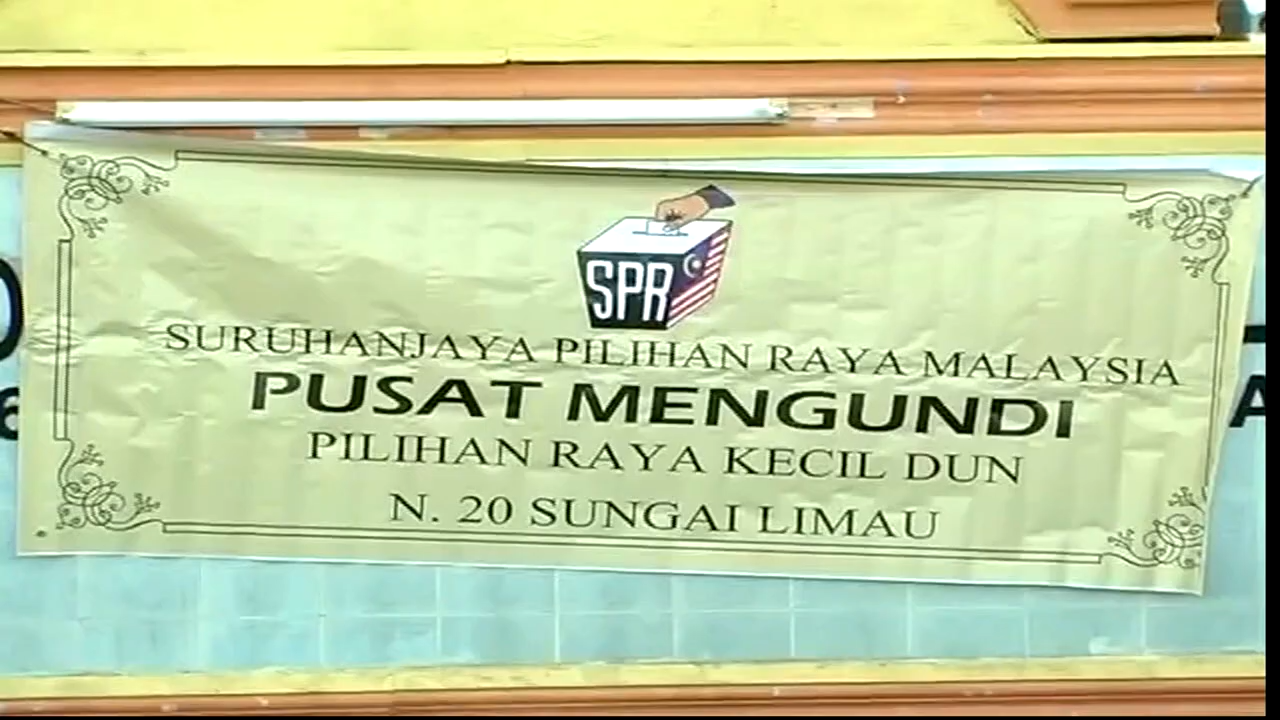 SPR
SURUHANJAYA PILIHAN RAYA MALAYSIA
PUSAT MENGUNDI
PILIHAN RAYA KECIL DUN
N. 20 SUNGAI LIMAU